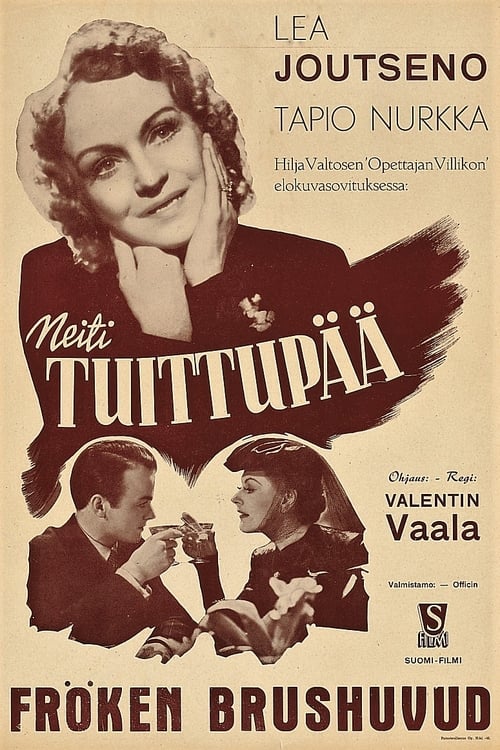 LEA
JOUTSENO
TAPIO NURKKA
Hilja Valtosen 'Opettajan Villikon'
elokuvasovituksessa:
Neiti
TUITTUPÄÄ
Ohjaus: - Regi:
VALENTIN
Vaala
Valmistamo: — Officin
S
FILMI
SUOMI-FILMI
FRÖKEN BRUSHUVUD